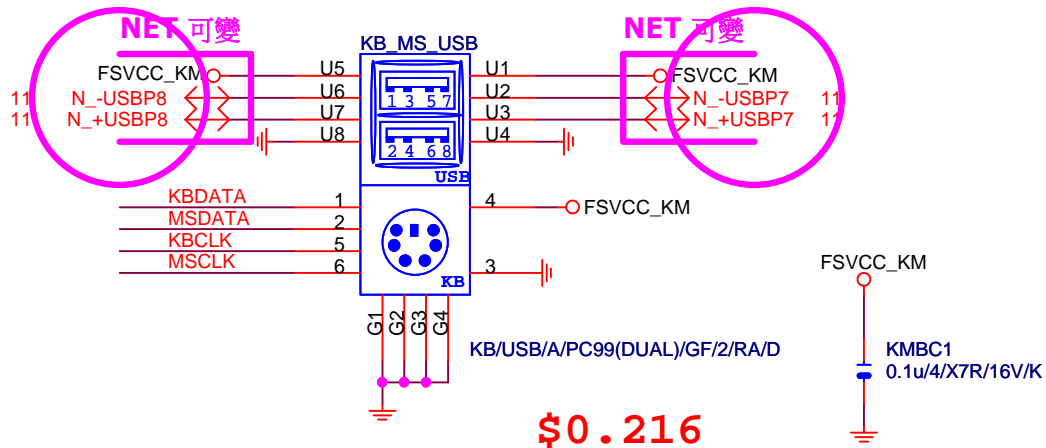 NET 可變
NET 可變
KB_MS_USB
FSVCC_KM
U5
U1
FSVCC_KM
11
N_-USBP8
U6
U2
N_-USBP7
11
11
N_+USBP8
U7
U3
N_+USBP7
11
U8
U4
1 3 5 7
2 4 6 8
USB
KBDATA
1
4
FSVCC_KM
MSDATA
2
KBCLK
5
MSCLK
6
3
KB
G1
G2
G3
G4
KB/USB/A/PC99(DUAL)/GF/2/RA/D
FSVCC_KM
KMBC1
0.1u/4/X7R/16V/K
$0.216